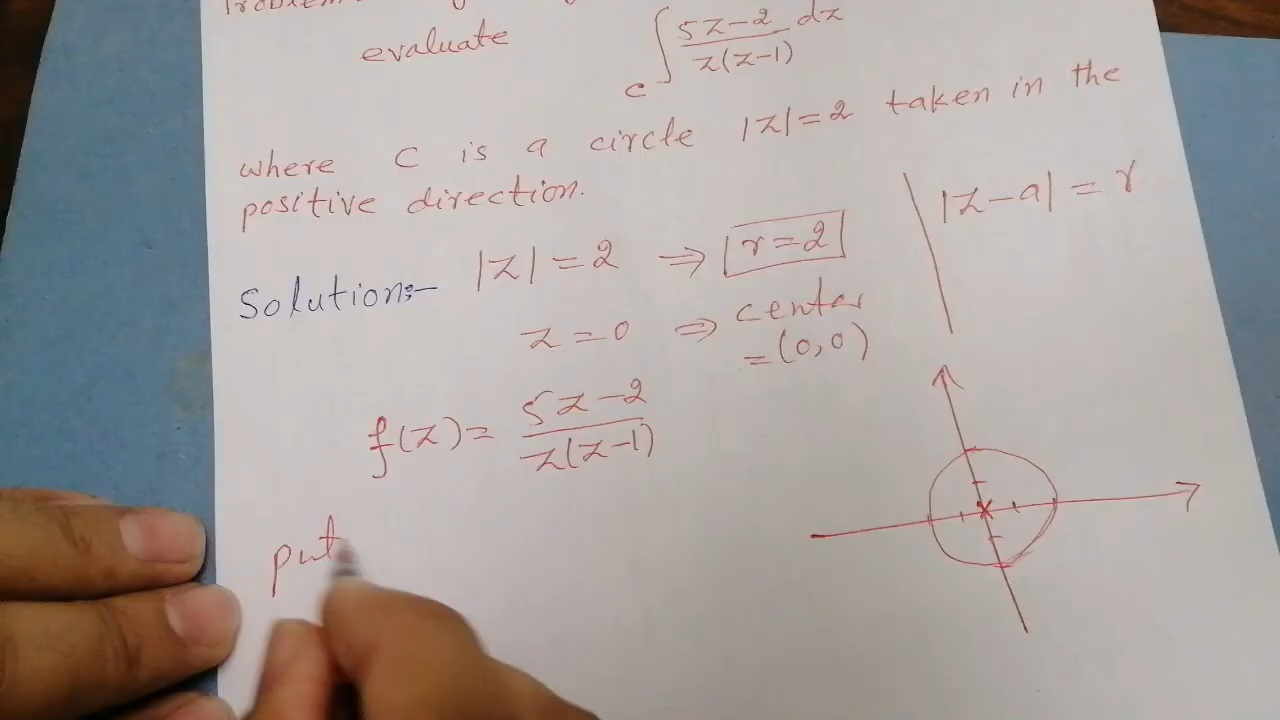 Problem
evaluate ∫_C (5z-2)/(z(z-1)) dz
where C is a circle |z|=2 taken in the
positive direction.
|z-a| = r
Solution:- |z| = 2 ⇒ r=2
z = 0 ⇒ center
= (0,0)
f(z) = (5z-2)/(z(z-1))
put